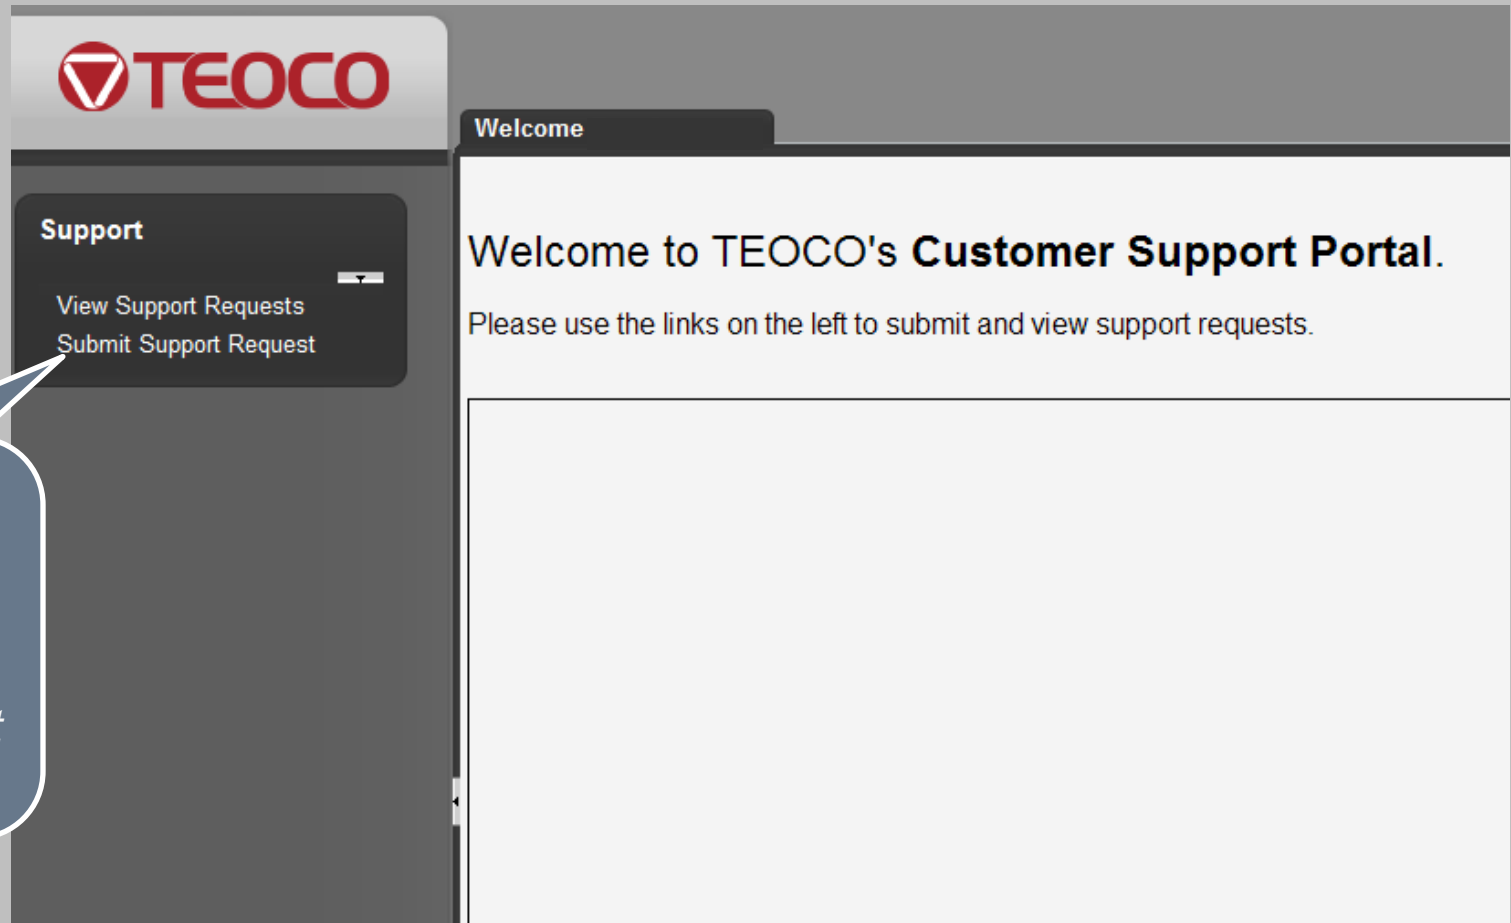 TEOCO
Welcome
Support
View Support Requests
Submit Support Request
Welcome to TEOCO's Customer Support Portal.
Please use the links on the left to submit and view support requests.